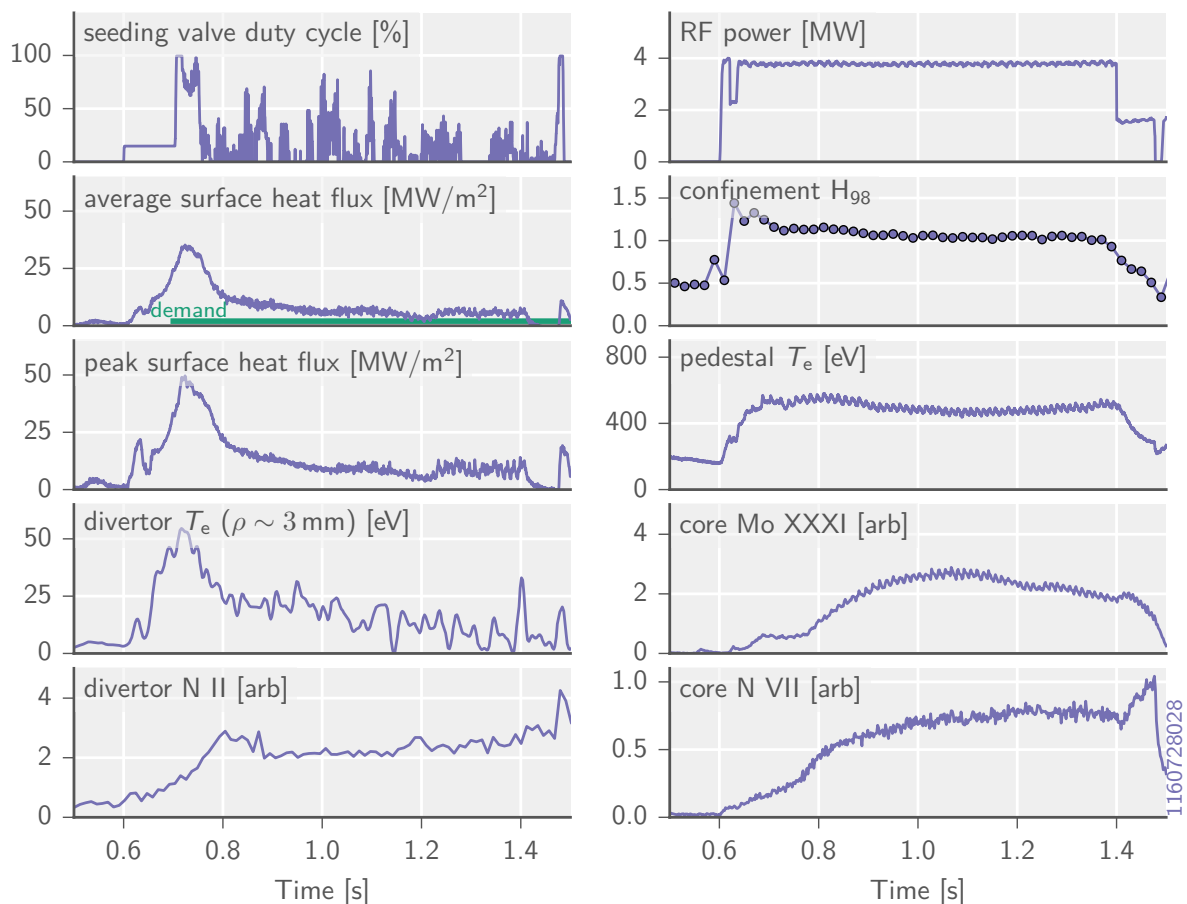 seeding valve duty cycle [%]
100
50
0
average surface heat flux [MW/m²]
50
25
0
demand
peak surface heat flux [MW/m²]
50
25
0
divertor Tₑ (ρ ∼ 3 mm) [eV]
50
25
0
divertor N II [arb]
4
2
0
0.6 0.8 1.0 1.2 1.4
Time [s]
RF power [MW]
4
2
0
confinement H₉₈
1.5
1.0
0.5
0.0
pedestal Tₑ [eV]
800
400
0
core Mo XXXI [arb]
4
2
0
core N VII [arb]
1.0
0.5
0.0
0.6 0.8 1.0 1.2 1.4
Time [s]
1160728028